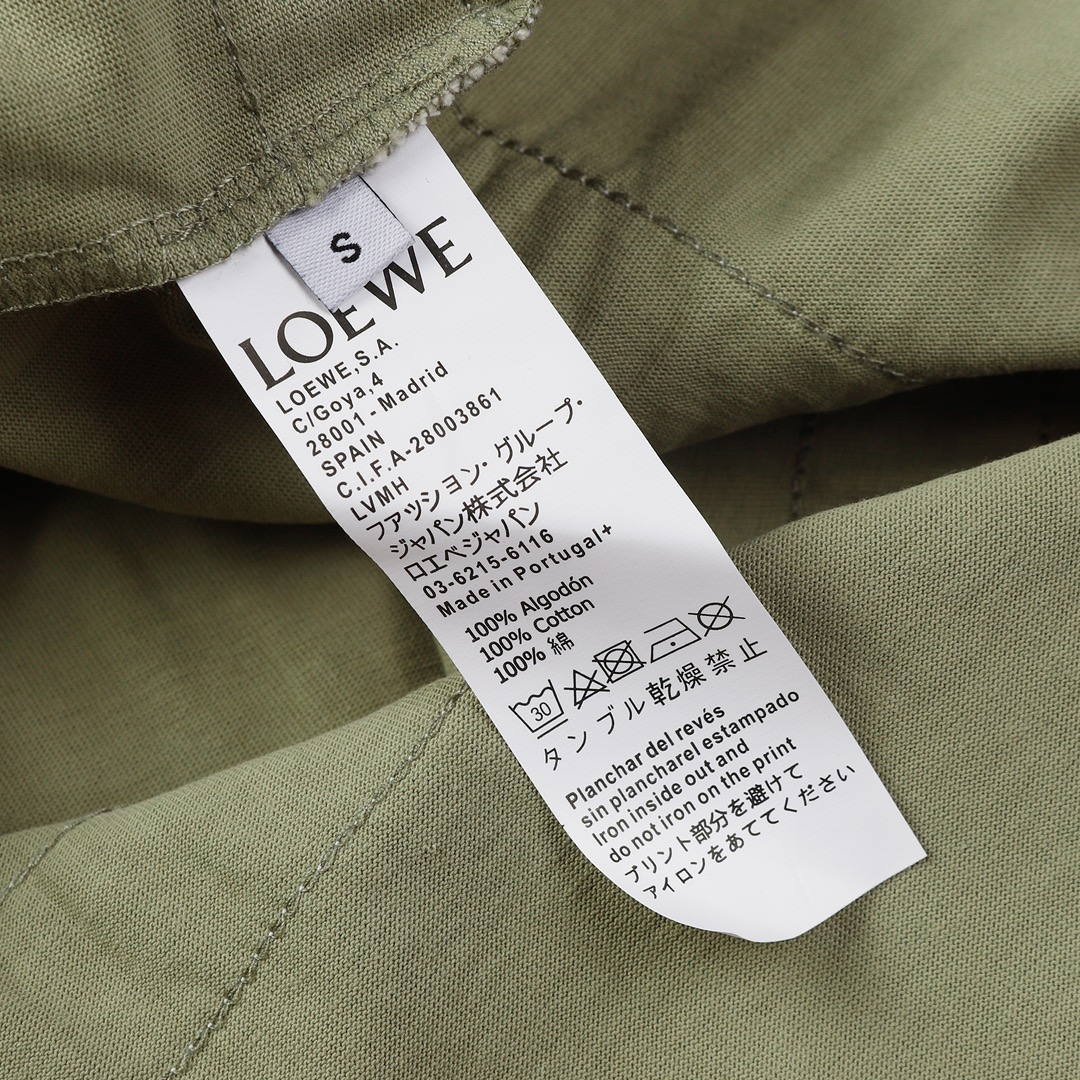 S
LOEWE
LOEWE,S.A.
C/Goya,4
28001 - Madrid
SPAIN
C.I.F.A-28003861
LVMH
ファツション・グループ・
ジャパン株式会社
ロエベジャパン
03-6215-6116
Made in Portugal+
100% Algodón
100% Cotton
100% 綿
30
タンブル乾燥禁止
Planchar del revés
sin plancharel estampado
Iron inside out and
do not iron on the print
プリント部分を避けて
アイロンをあててください